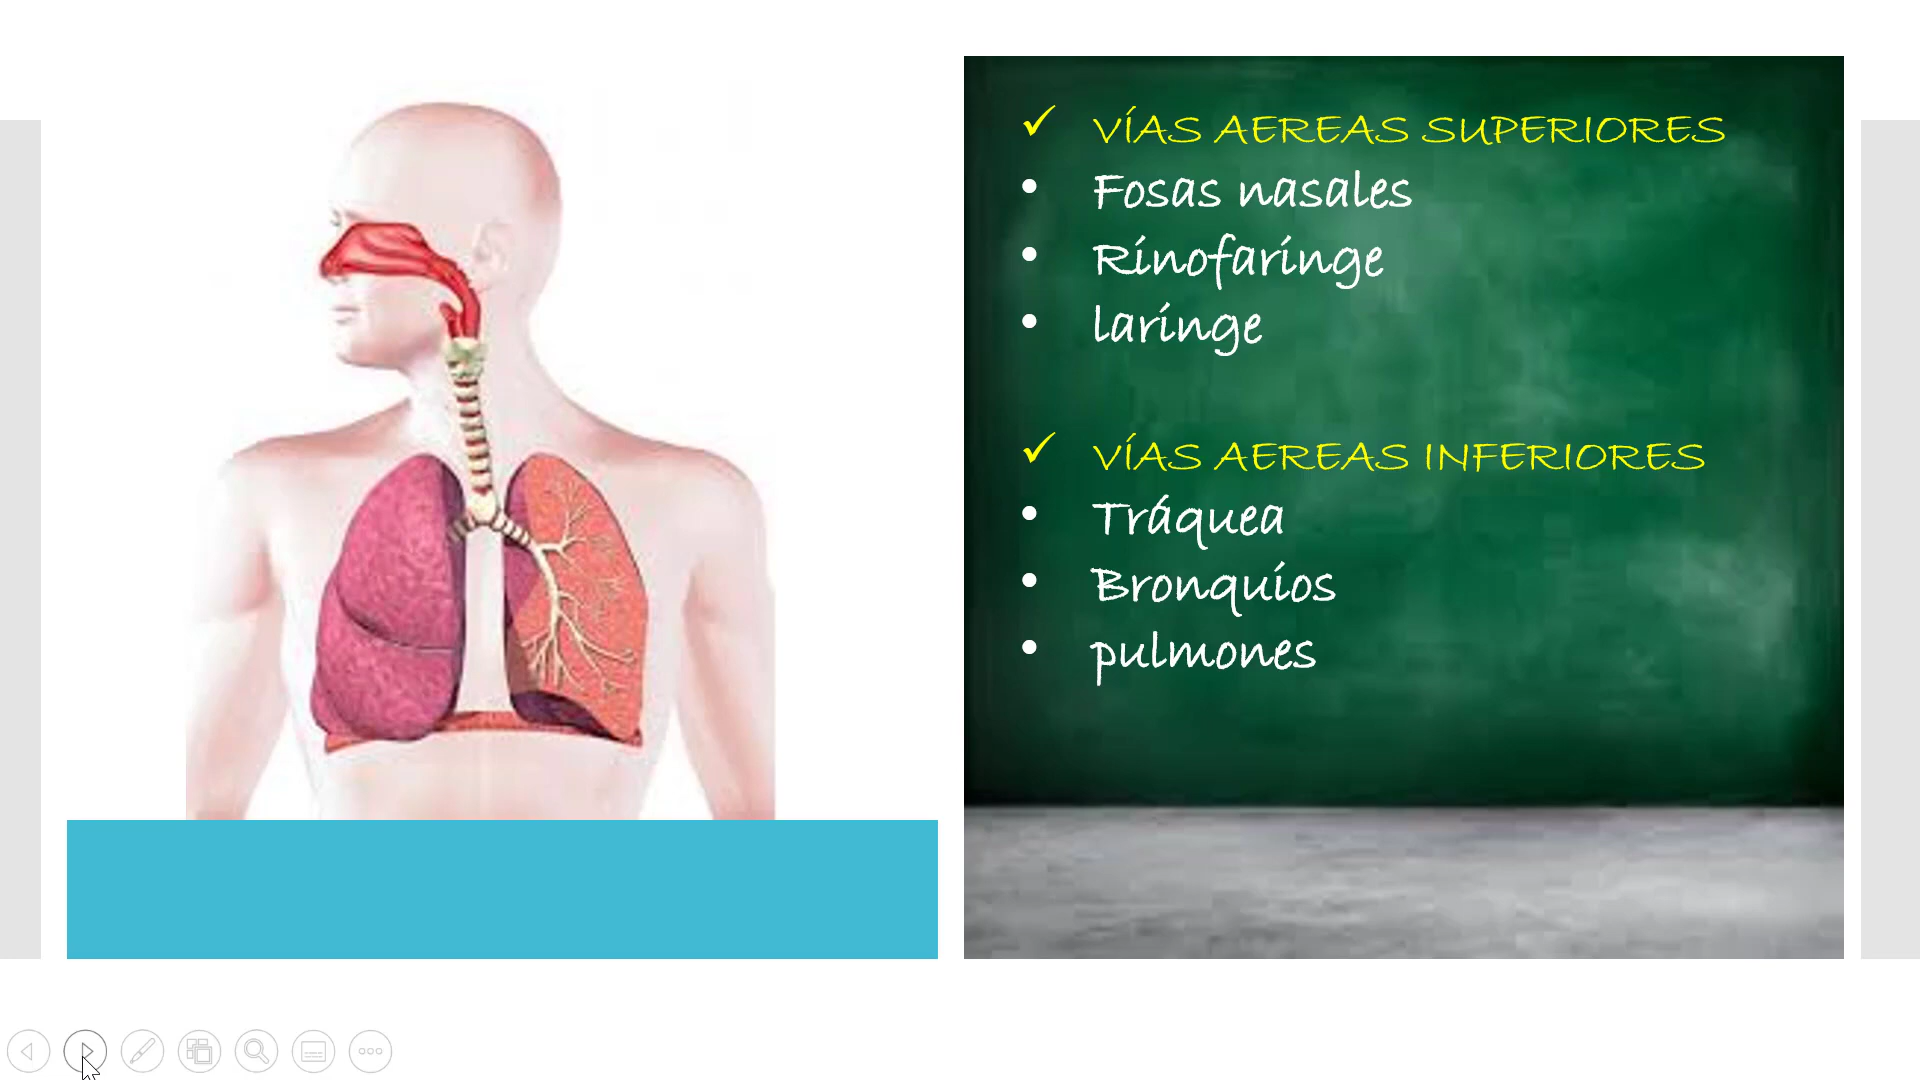 ✓ VÍAS AEREAS SUPERIORES
• Fosas nasales
• Rinofaringe
• laringe
✓ VÍAS AEREAS INFERIORES
• Tráquea
• Bronquios
• pulmones